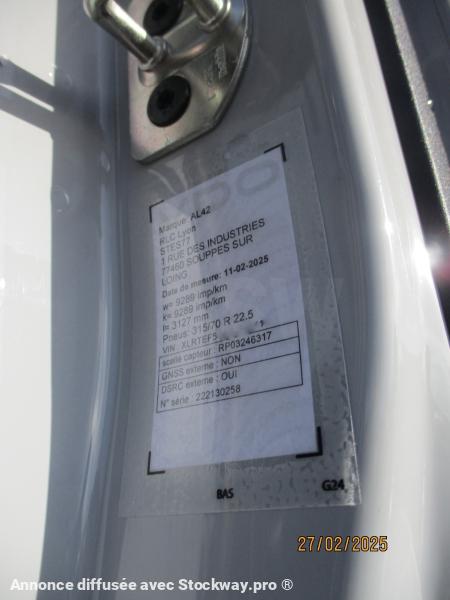 Marque: AL42
RLC Lyon
STES77
1 RUE DES INDUSTRIES
77460 SOUPPES SUR
LOING
Date de mesure: 11-02-2025
w= 9289 imp/km
k= 9289 imp/km
l= 3127 mm
Pneus: 315/70 R 22.5
VIN: XLRTEF5
scellé capteur: RP03246317
GNSS externe: NON
DSRC externe: OUI
N° série: 222130258
BAS
G24
27/02/2025
Annonce diffusée avec Stockway.pro ®